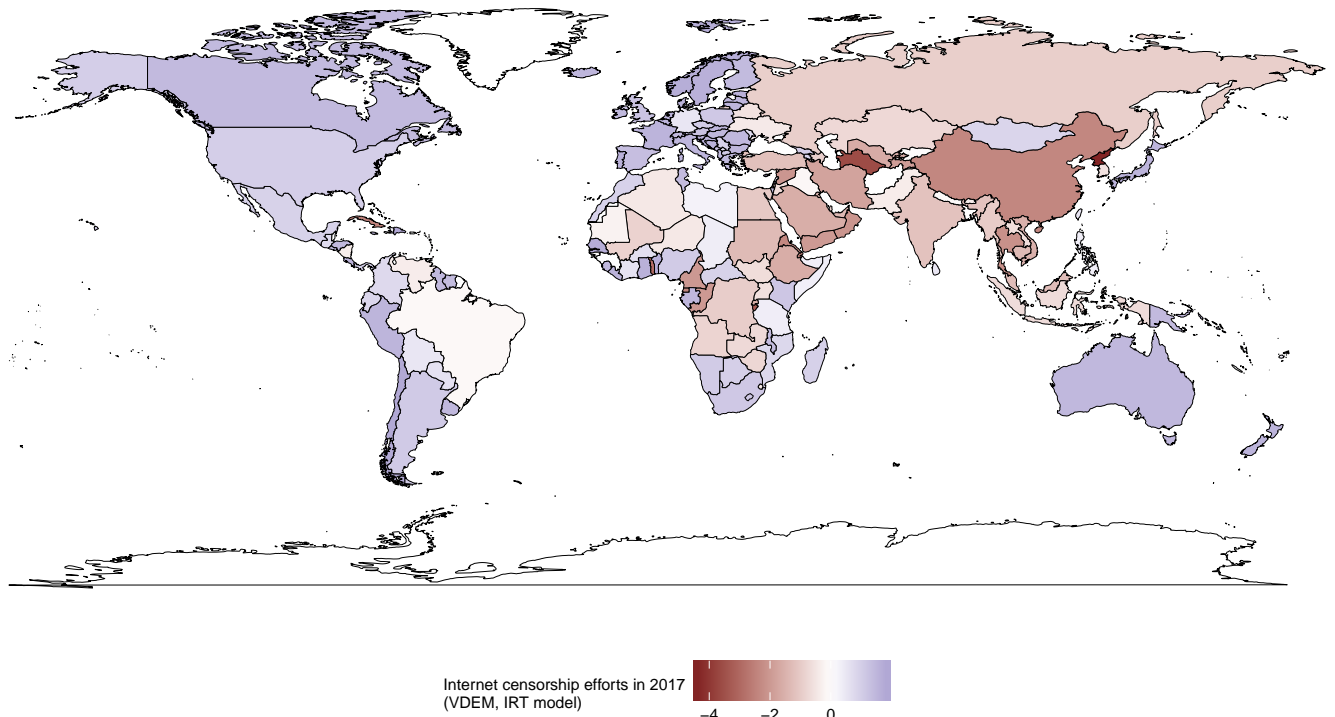 Internet censorship efforts in 2017
(VDEM, IRT model)
−4 −2 0